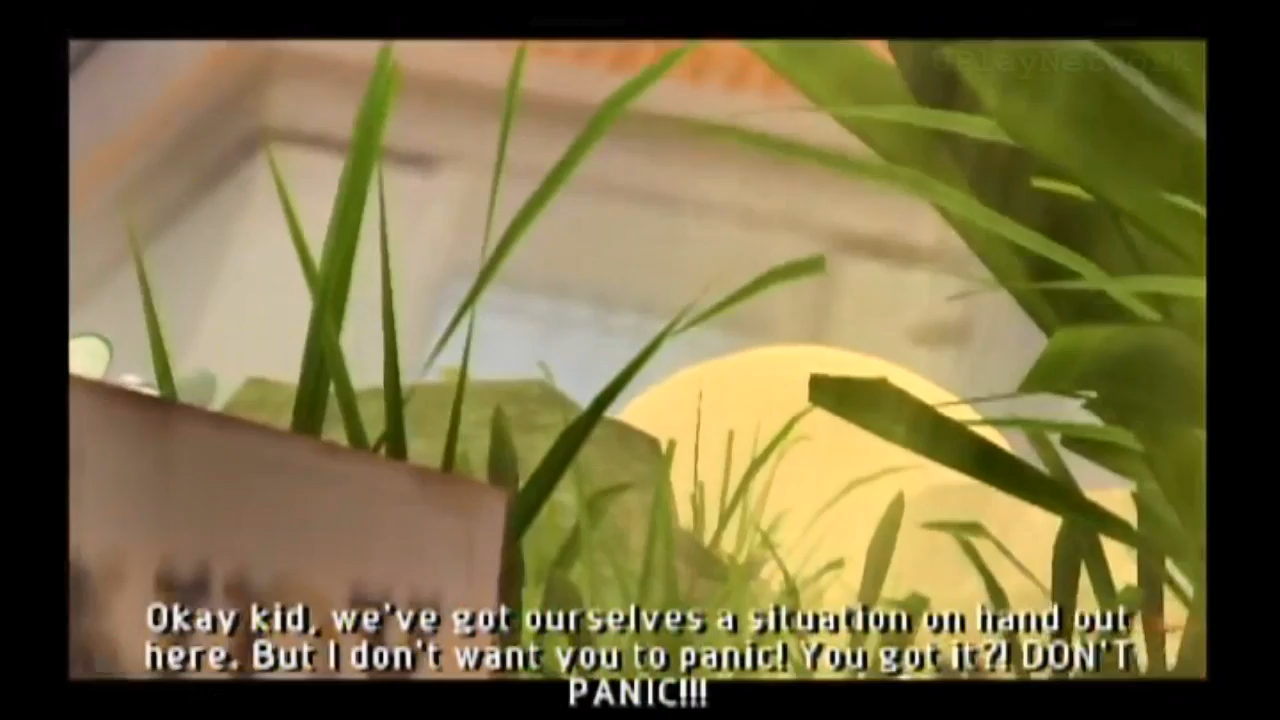 @PlayNetwork
Okay kid, we've got ourselves a situation on hand out
here. But I don't want you to panic! You got it?! DON'T
PANIC!!!